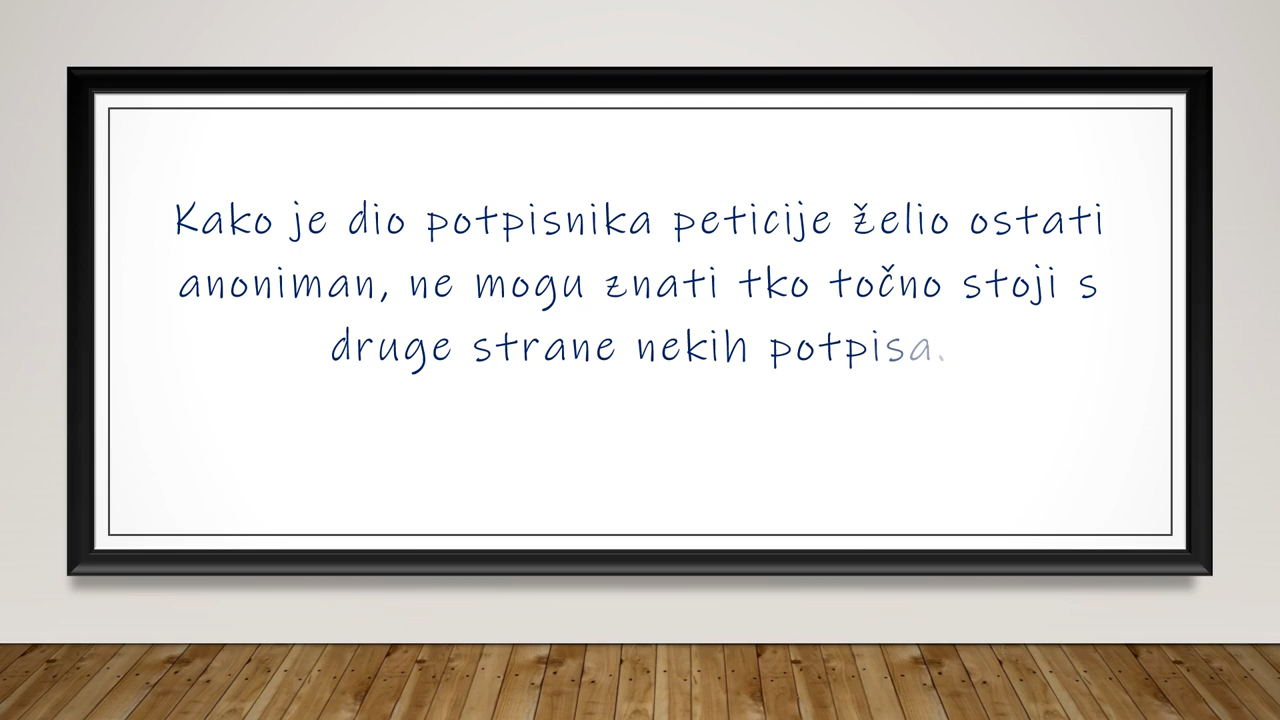 Kako je dio potpisnika peticije želio ostati
anoniman, ne mogu znati tko točno stoji s
druge strane nekih potpisa.